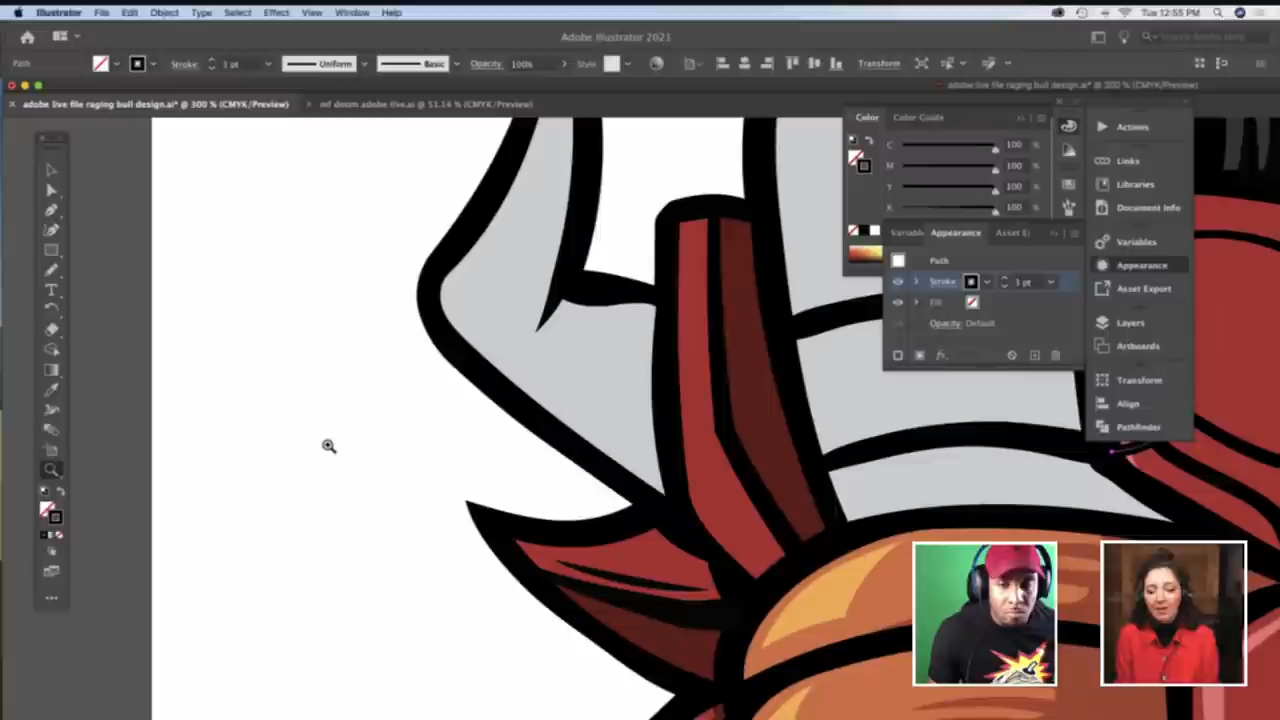 Illustrator File Edit Object Type Select Effect View Window Help Tue 12:55 PM
Adobe Illustrator 2021
Path Stroke: 1 pt Uniform Basic Opacity: 100% Style Transform
adobe live file raging bull design.ai* @ 300 % (CMYK/Preview)
× adobe live file raging bull design.ai* @ 300 % (CMYK/Preview) × mf doom adobe live.ai @ 51.14 % (CMYK/Preview)
Color Color Guide
C 100 %
M 100 %
Y 100 %
K 100 %
Variable Appearance Asset E
Path
Stroke 3 pt
Fill
Opacity: Default
fx
Actions
Links
Libraries
Document Info
Variables
Appearance
Asset Export
Layers
Artboards
Transform
Align
Pathfinder